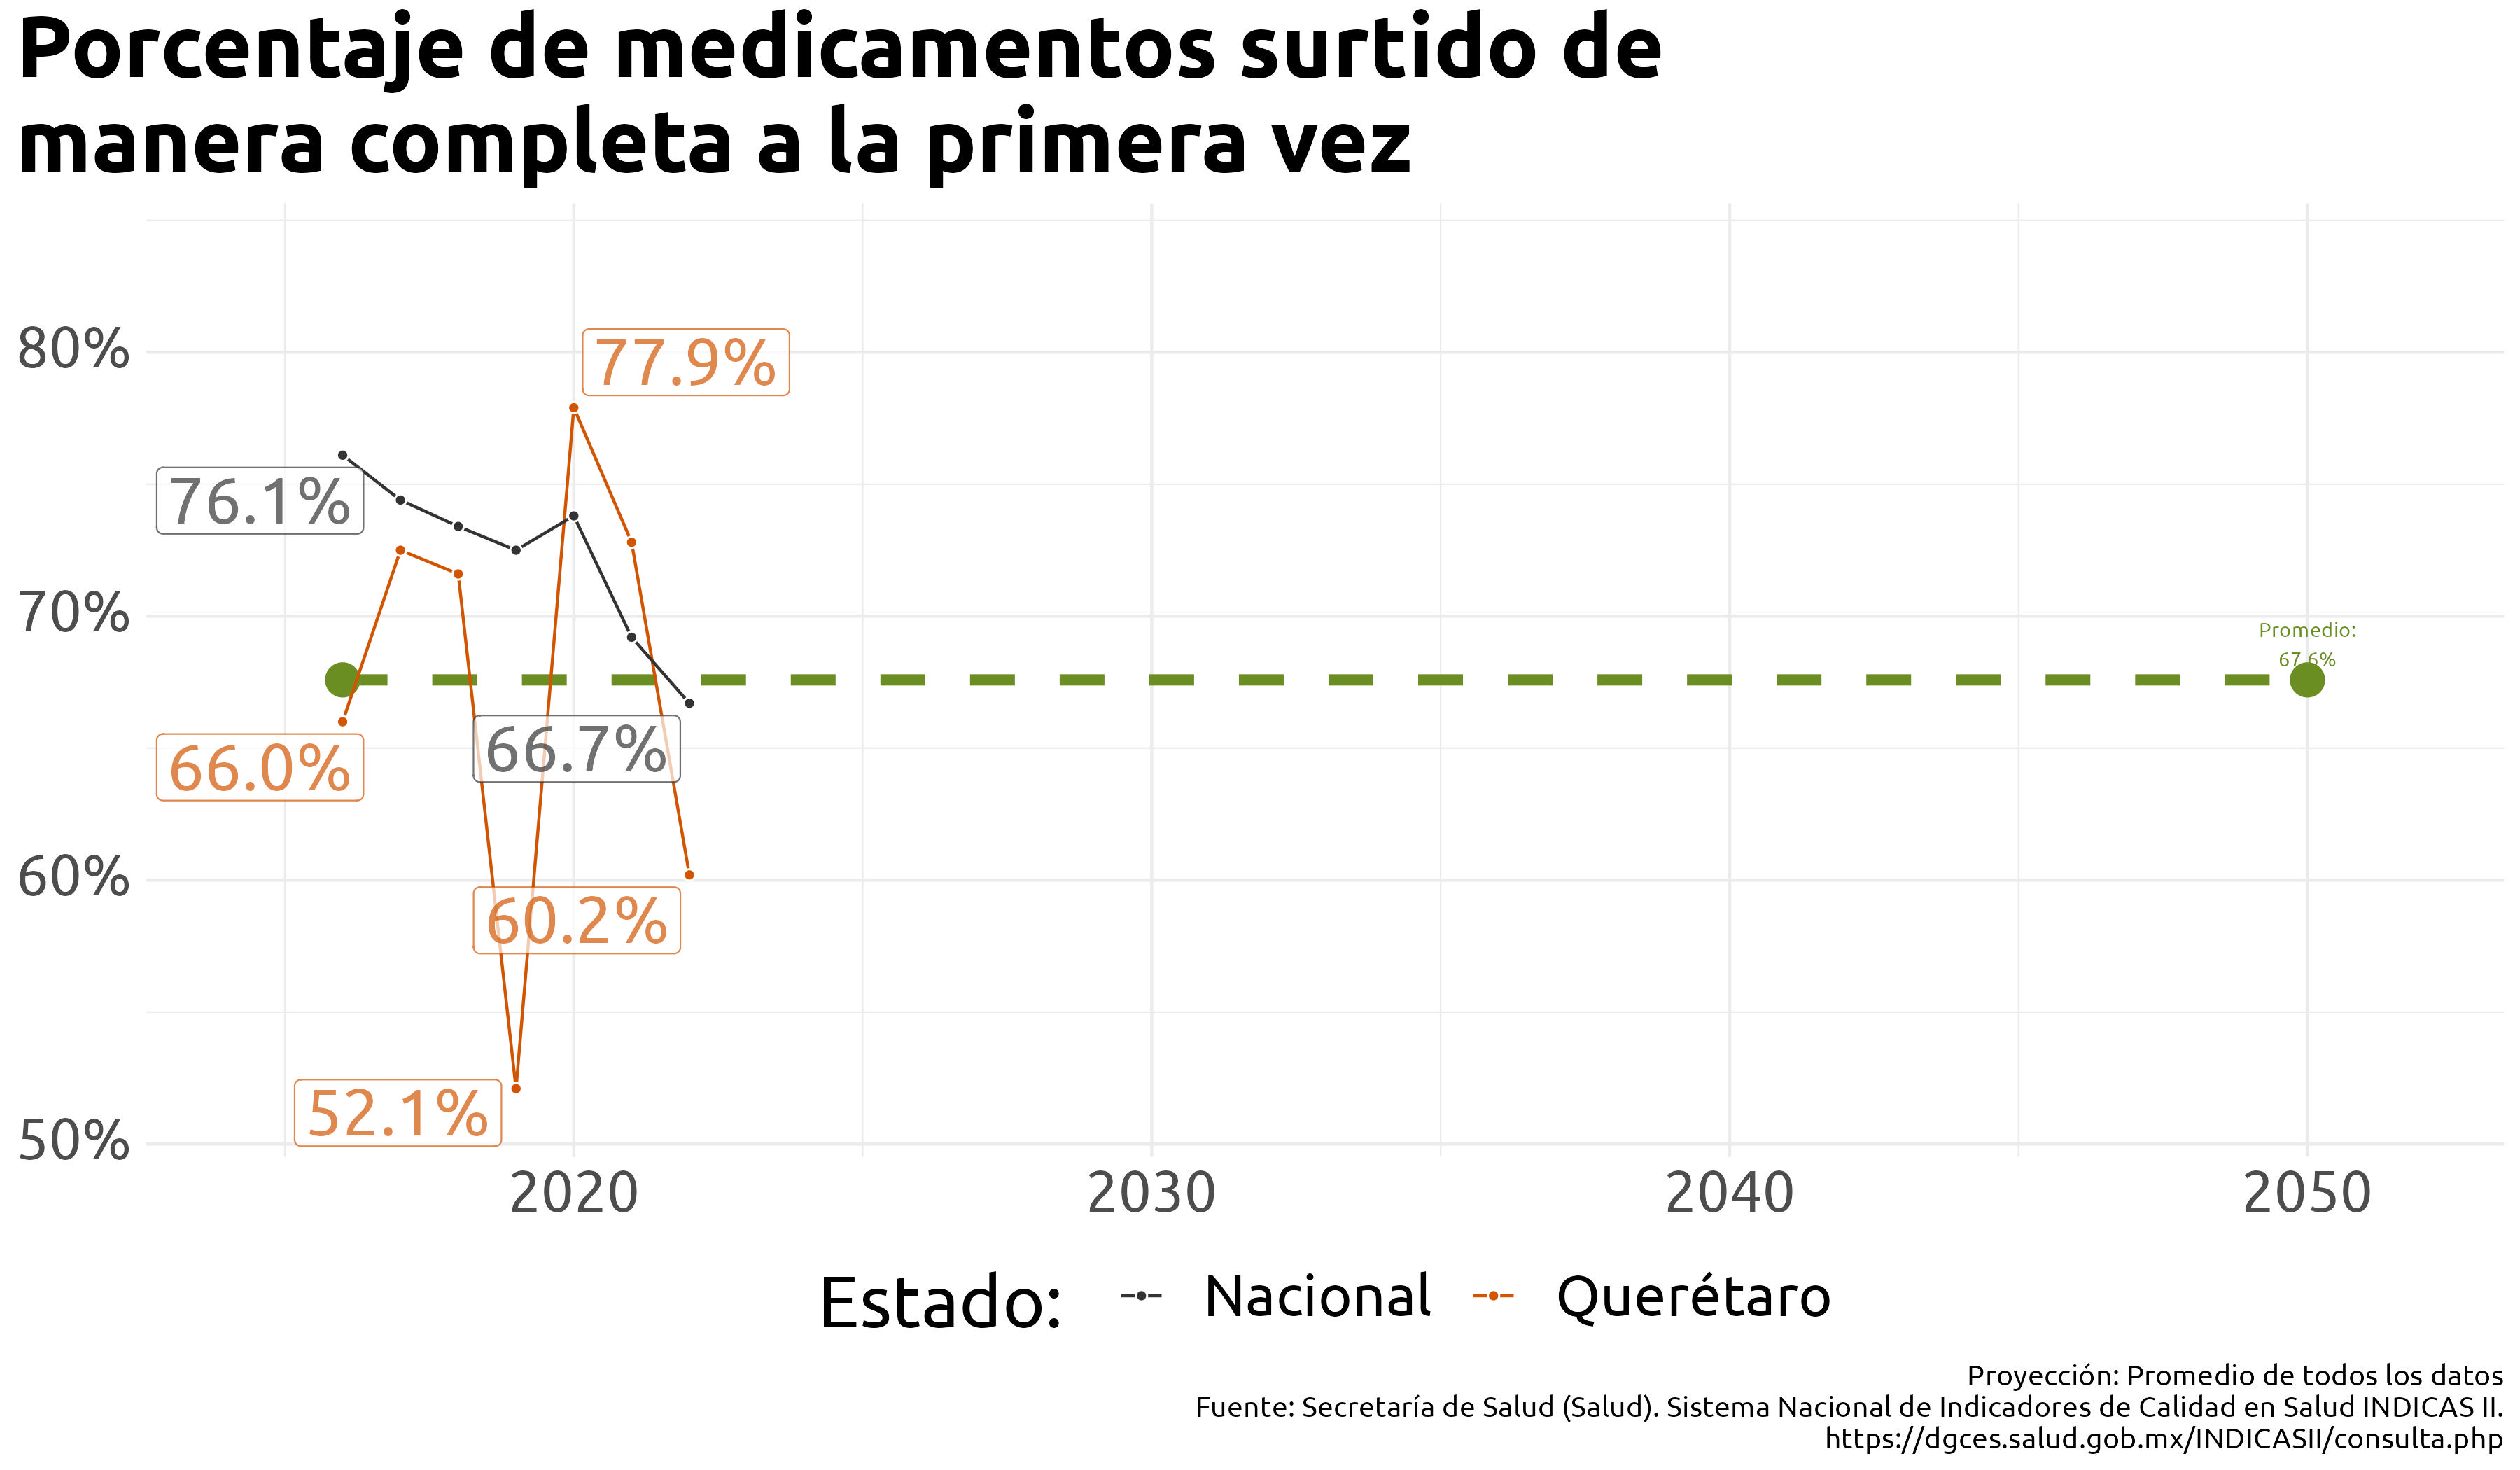 Porcentaje de medicamentos surtido de
manera completa a la primera vez
80%
70%
60%
50%
77.9%
76.1%
66.0%
66.7%
60.2%
52.1%
Promedio:
67.6%
2020
2030
2040
2050
Estado:
Nacional
Querétaro
Proyección: Promedio de todos los datos
Fuente: Secretaría de Salud (Salud). Sistema Nacional de Indicadores de Calidad en Salud INDICAS II.
https://dgces.salud.gob.mx/INDICASII/consulta.php